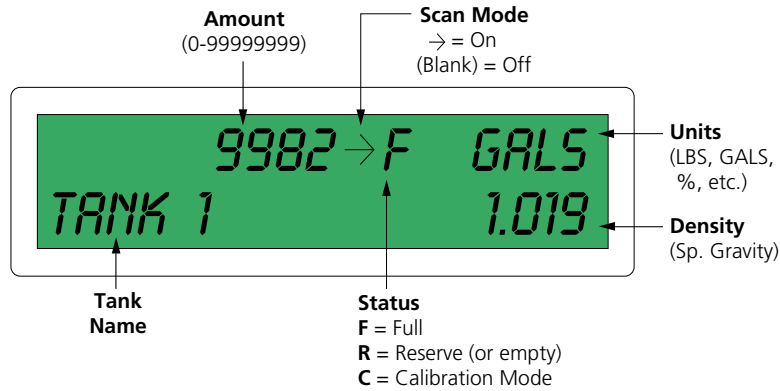 Amount
(0-99999999)
Scan Mode
→ = On
(Blank) = Off
9982 → F GALS
TANK 1 1.019
Units
(LBS, GALS,
%, etc.)
Density
(Sp. Gravity)
Tank
Name
Status
F = Full
R = Reserve (or empty)
C = Calibration Mode